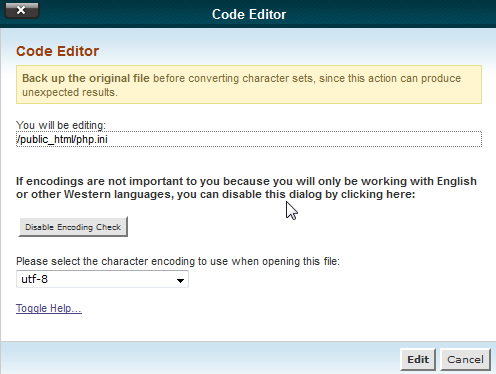 Code Editor
Code Editor
Back up the original file before converting character sets, since this action can produce
unexpected results.
You will be editing:
/public_html/php.ini
If encodings are not important to you because you will only be working with English
or other Western languages, you can disable this dialog by clicking here:
Disable Encoding Check
Please select the character encoding to use when opening this file:
utf-8
Toggle Help...
Edit Cancel